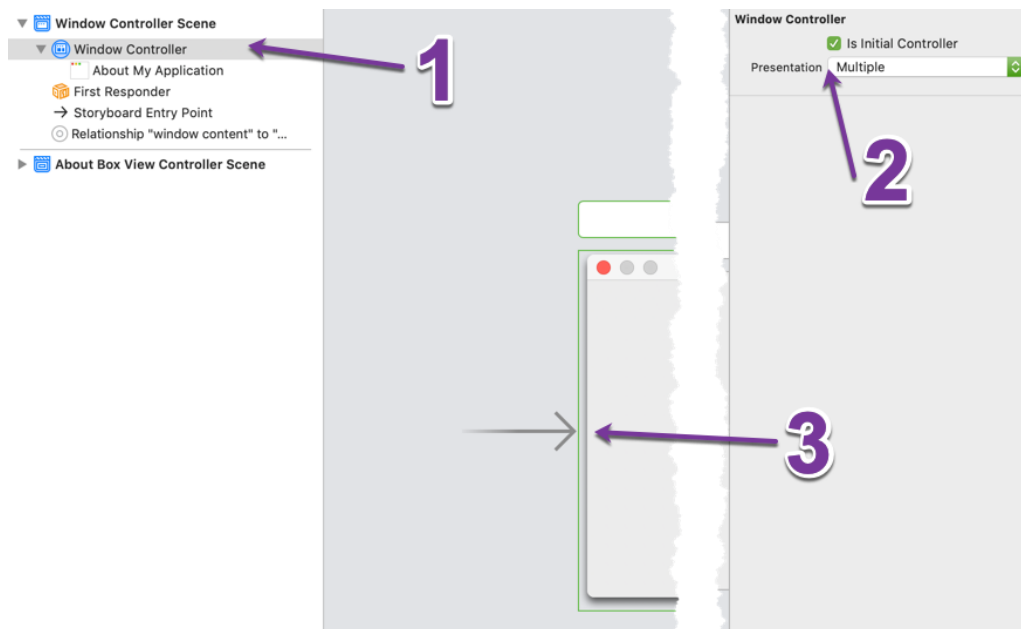 Window Controller Scene
Window Controller
About My Application
First Responder
Storyboard Entry Point
Relationship "window content" to "...
About Box View Controller Scene
1
Window Controller
Is Initial Controller
Presentation Multiple
2
3